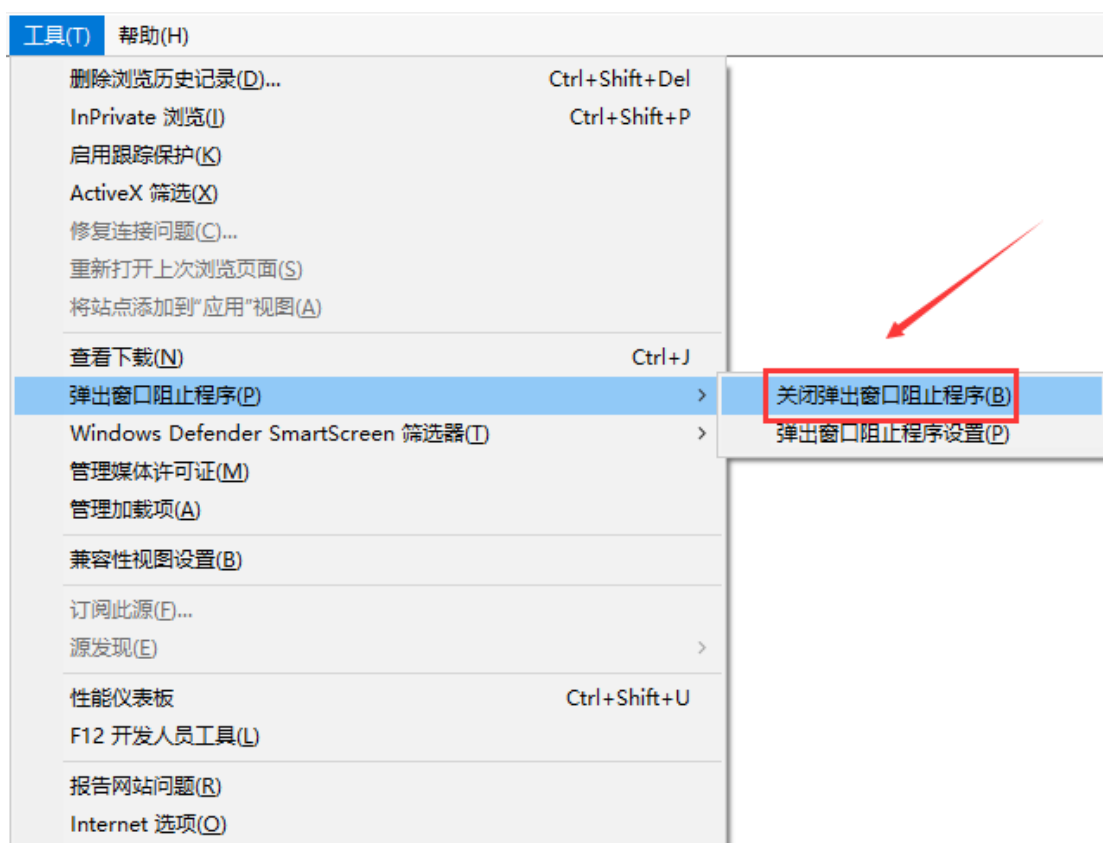 工具(T) 帮助(H)
删除浏览历史记录(D)... Ctrl+Shift+Del
InPrivate 浏览(I) Ctrl+Shift+P
启用跟踪保护(K)
ActiveX 筛选(X)
修复连接问题(C)...
重新打开上次浏览页面(S)
将站点添加到“应用”视图(A)
查看下载(N) Ctrl+J
弹出窗口阻止程序(P) > 关闭弹出窗口阻止程序(B)
Windows Defender SmartScreen 筛选器(T) > 弹出窗口阻止程序设置(P)
管理媒体许可证(M)
管理加载项(A)
兼容性视图设置(B)
订阅此源(F)...
源发现(E) >
性能仪表板 Ctrl+Shift+U
F12 开发人员工具(L)
报告网站问题(R)
Internet 选项(O)